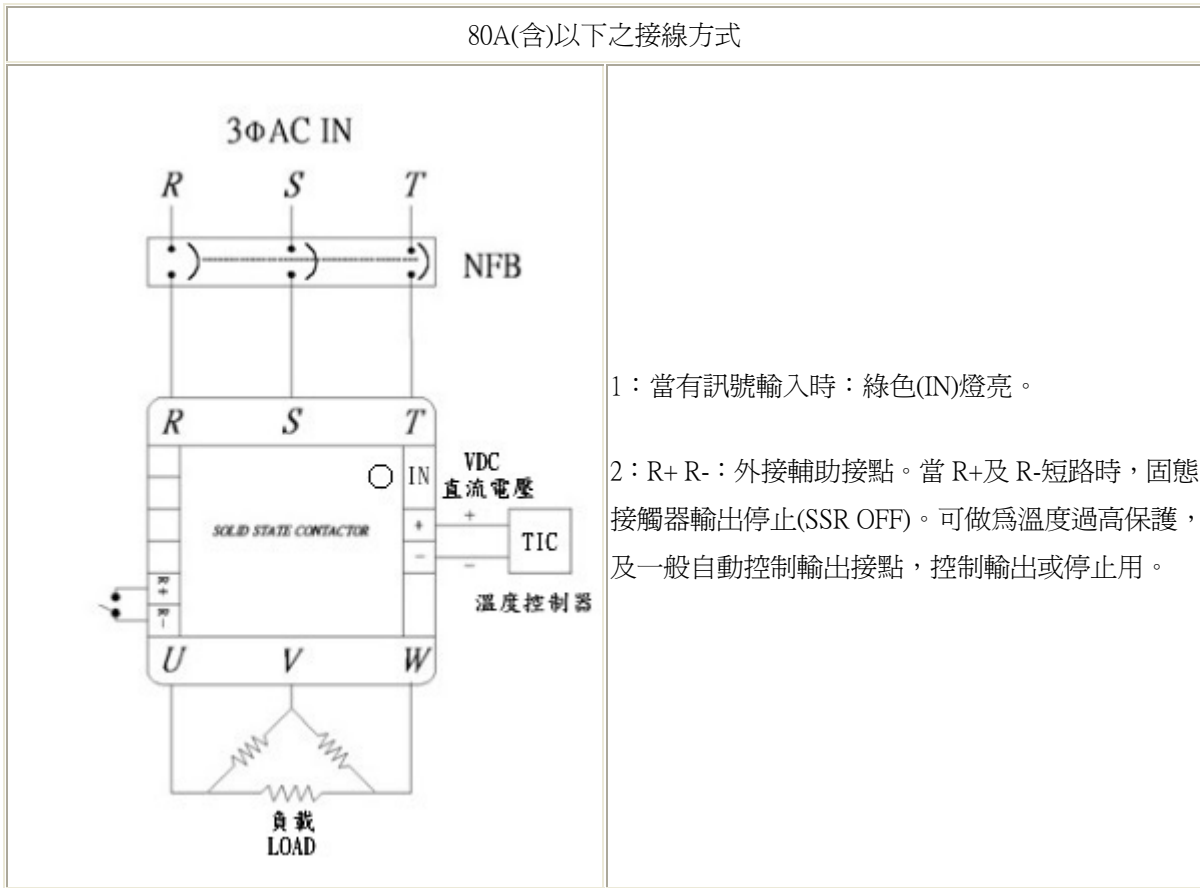 80A(含)以下之接線方式
3ΦAC IN
R S T
NFB
R S T
IN
VDC
直流電壓
SOLID STATE CONTACTOR
+ +
TIC
- -
溫度控制器
R+
R-
U V W
負載
LOAD
1：當有訊號輸入時：綠色(IN)燈亮。
2：R+ R-：外接輔助接點。當 R+及 R-短路時，固態
接觸器輸出停止(SSR OFF)。可做爲溫度過高保護，
及一般自動控制輸出接點，控制輸出或停止用。